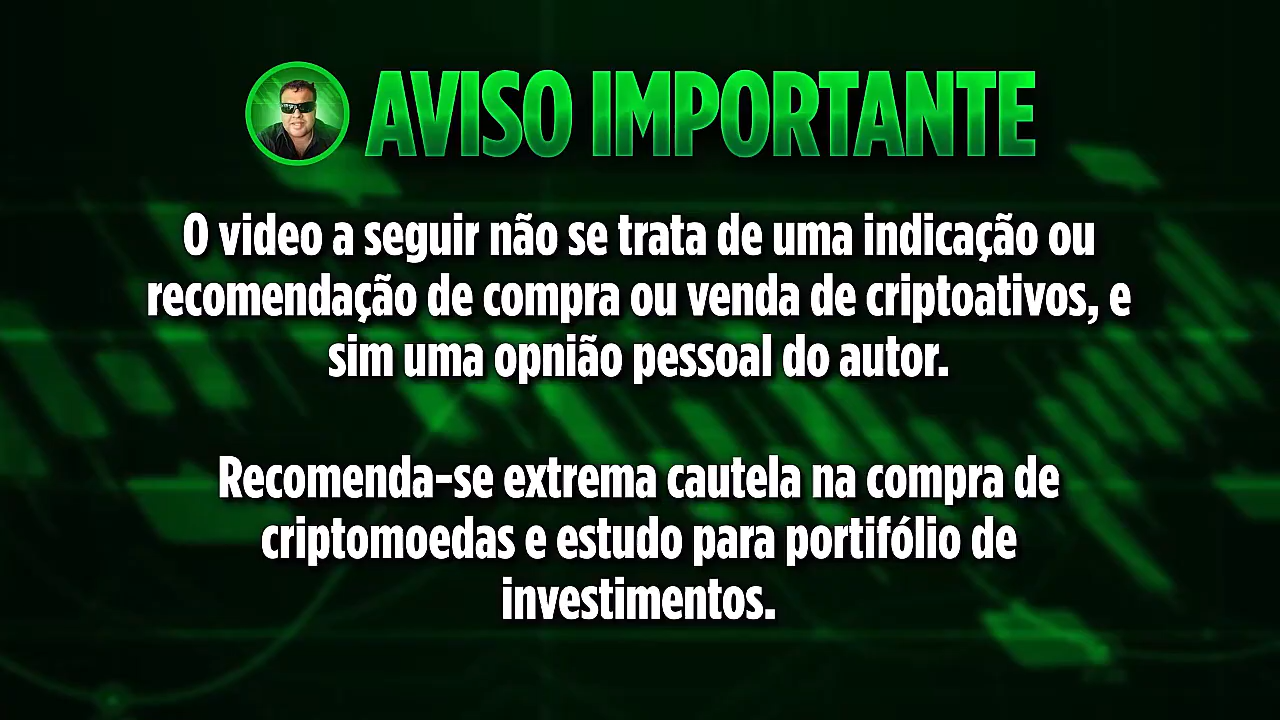 AVISO IMPORTANTE
O video a seguir não se trata de uma indicação ou
recomendação de compra ou venda de criptoativos, e
sim uma opnião pessoal do autor.
Recomenda-se extrema cautela na compra de
criptomoedas e estudo para portifólio de
investimentos.